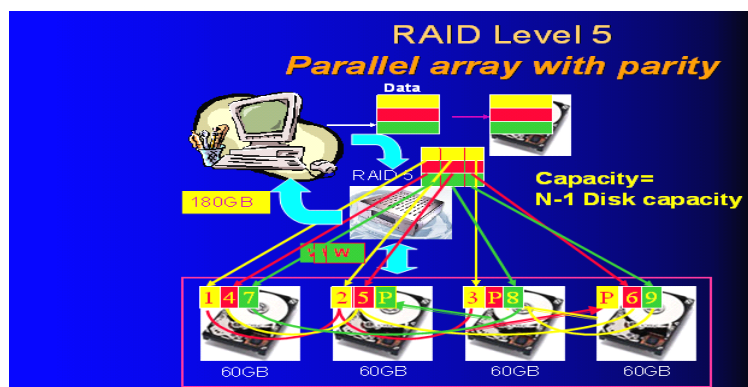 RAID Level 5
Parallel array with parity
Data
RAID 5
Capacity=
N-1 Disk capacity
180GB
W
1 4 7
2 5 P
3 P 8
P 6 9
60GB
60GB
60GB
60GB